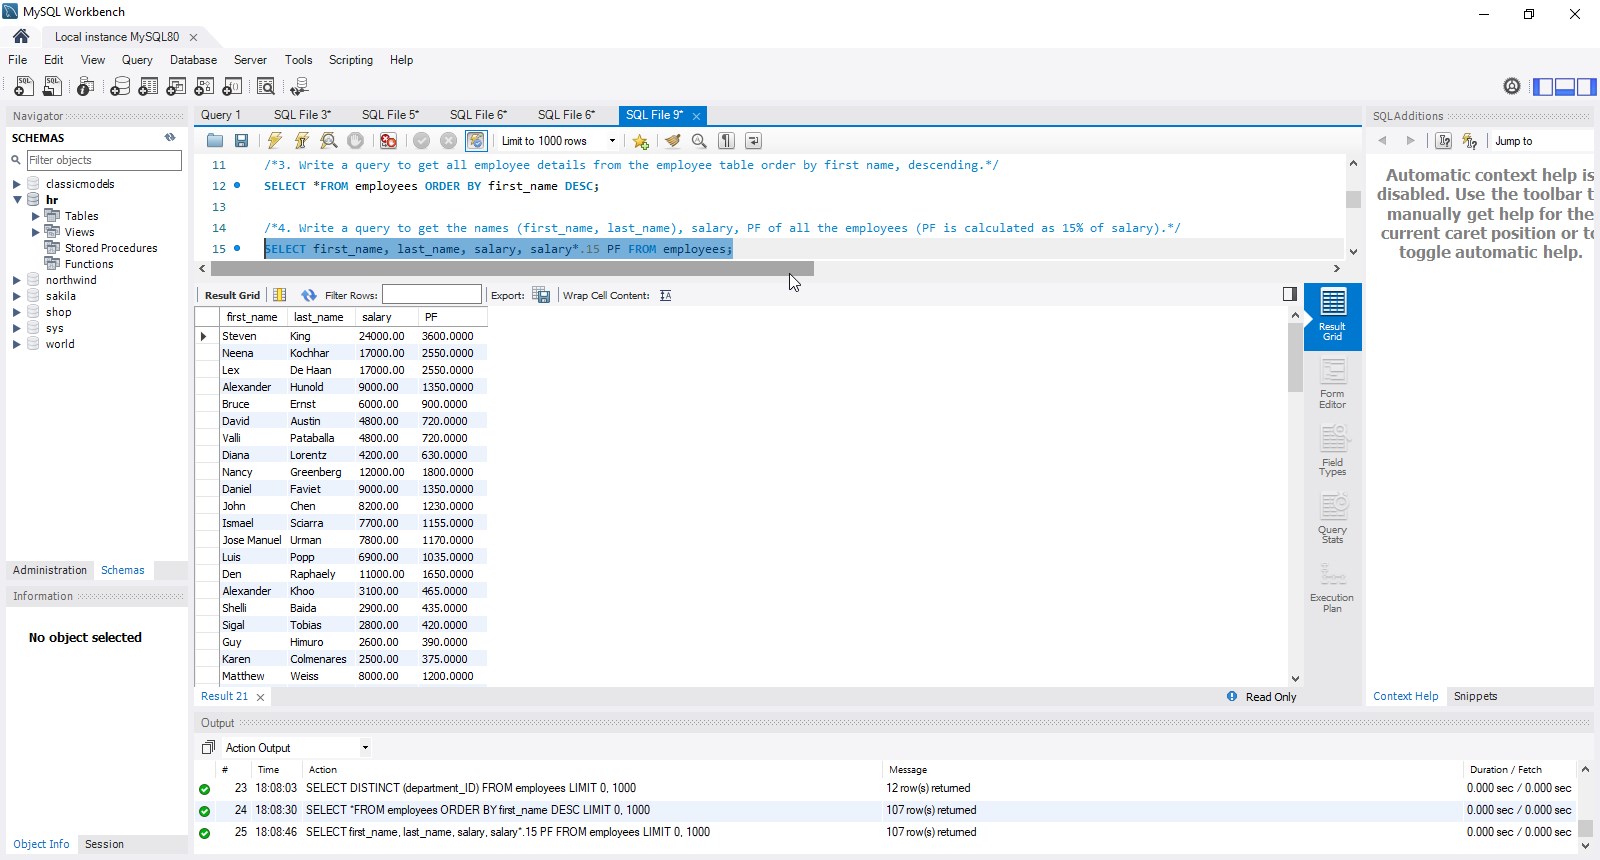 MySQL Workbench
Local instance MySQL80
File Edit View Query Database Server Tools Scripting Help
Navigator
SCHEMAS
Filter objects
classicmodels
hr
Tables
Views
Stored Procedures
Functions
northwind
sakila
shop
sys
world
Administration Schemas
Information
No object selected
Object Info Session
Query 1 SQL File 3* SQL File 5* SQL File 6* SQL File 6* SQL File 9*
Limit to 1000 rows
11 /*3. Write a query to get all employee details from the employee table order by first name, descending.*/
12 SELECT *FROM employees ORDER BY first_name DESC;
13
14 /*4. Write a query to get the names (first_name, last_name), salary, PF of all the employees (PF is calculated as 15% of salary).*/
15 SELECT first_name, last_name, salary, salary*.15 PF FROM employees;
Result Grid Filter Rows: Export: Wrap Cell Content:
first_name last_name salary PF
Steven King 24000.00 3600.0000
Neena Kochhar 17000.00 2550.0000
Lex De Haan 17000.00 2550.0000
Alexander Hunold 9000.00 1350.0000
Bruce Ernst 6000.00 900.0000
David Austin 4800.00 720.0000
Valli Pataballa 4800.00 720.0000
Diana Lorentz 4200.00 630.0000
Nancy Greenberg 12000.00 1800.0000
Daniel Faviet 9000.00 1350.0000
John Chen 8200.00 1230.0000
Ismael Sciarra 7700.00 1155.0000
Jose Manuel Urman 7800.00 1170.0000
Luis Popp 6900.00 1035.0000
Den Raphaely 11000.00 1650.0000
Alexander Khoo 3100.00 465.0000
Shelli Baida 2900.00 435.0000
Sigal Tobias 2800.00 420.0000
Guy Himuro 2600.00 390.0000
Karen Colmenares 2500.00 375.0000
Matthew Weiss 8000.00 1200.0000
Result 21
Read Only
Result
Grid
Form
Editor
Field
Types
Query
Stats
Execution
Plan
SQLAdditions
Jump to
Automatic context help is
disabled. Use the toolbar t
manually get help for the
current caret position or to
toggle automatic help.
Context Help Snippets
Output
Action Output
# Time Action Message Duration / Fetch
23 18:08:03 SELECT DISTINCT (department_ID) FROM employees LIMIT 0, 1000 12 row(s) returned 0.000 sec / 0.000 sec
24 18:08:30 SELECT *FROM employees ORDER BY first_name DESC LIMIT 0, 1000 107 row(s) returned 0.000 sec / 0.000 sec
25 18:08:46 SELECT first_name, last_name, salary, salary*.15 PF FROM employees LIMIT 0, 1000 107 row(s) returned 0.000 sec / 0.000 sec